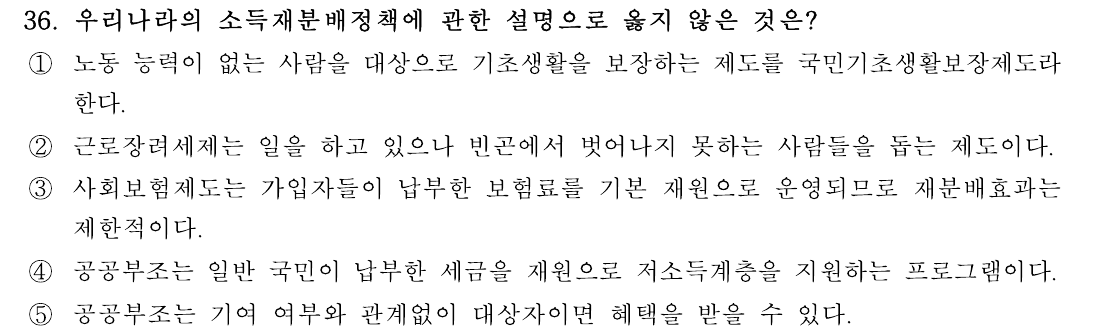 36. 우리나라의 소득재분배정책에 관한 설명으로 옳지 않은 것은?
① 노동 능력이 없는 사람을 대상으로 기초생활을 보장하는 제도를 국민기초생활보장제도라
한다.
② 근로장려세제는 일을 하고 있으나 빈곤에서 벗어나지 못하는 사람들을 돕는 제도이다.
③ 사회보험제도는 가입자들이 납부한 보험료를 기본 재원으로 운영되므로 재분배효과는
제한적이다.
④ 공공부조는 일반 국민이 납부한 세금을 재원으로 저소득계층을 지원하는 프로그램이다.
⑤ 공공부조는 기여 여부와 관계없이 대상자이면 혜택을 받을 수 있다.